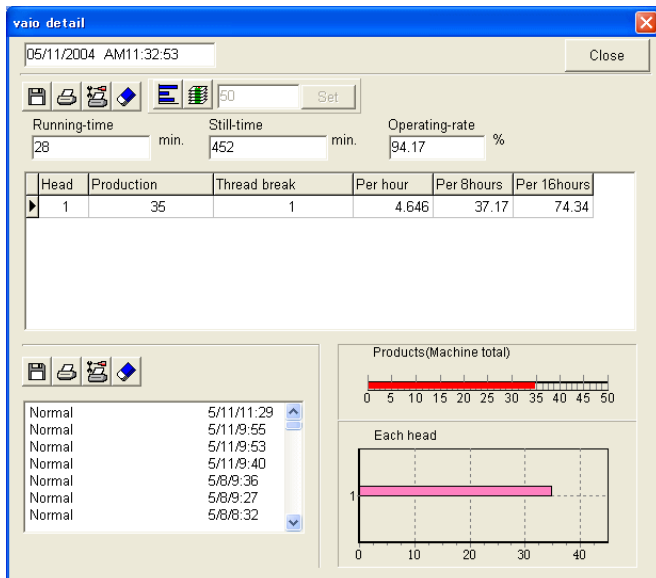 vaio detail
05/11/2004 AM11:32:53
Close
50
Set
Running-time
Still-time
Operating-rate
28 min. 452 min. 94.17 %
Head Production Thread break Per hour Per 8hours Per 16hours
1 35 1 4.646 37.17 74.34
Products(Machine total)
0 5 10 15 20 25 30 35 40 45 50
Normal 5/11/11:29
Normal 5/11/9:55
Normal 5/11/9:53
Normal 5/11/9:40
Normal 5/8/9:36
Normal 5/8/9:27
Normal 5/8/8:32
Each head
1
0 10 20 30 40